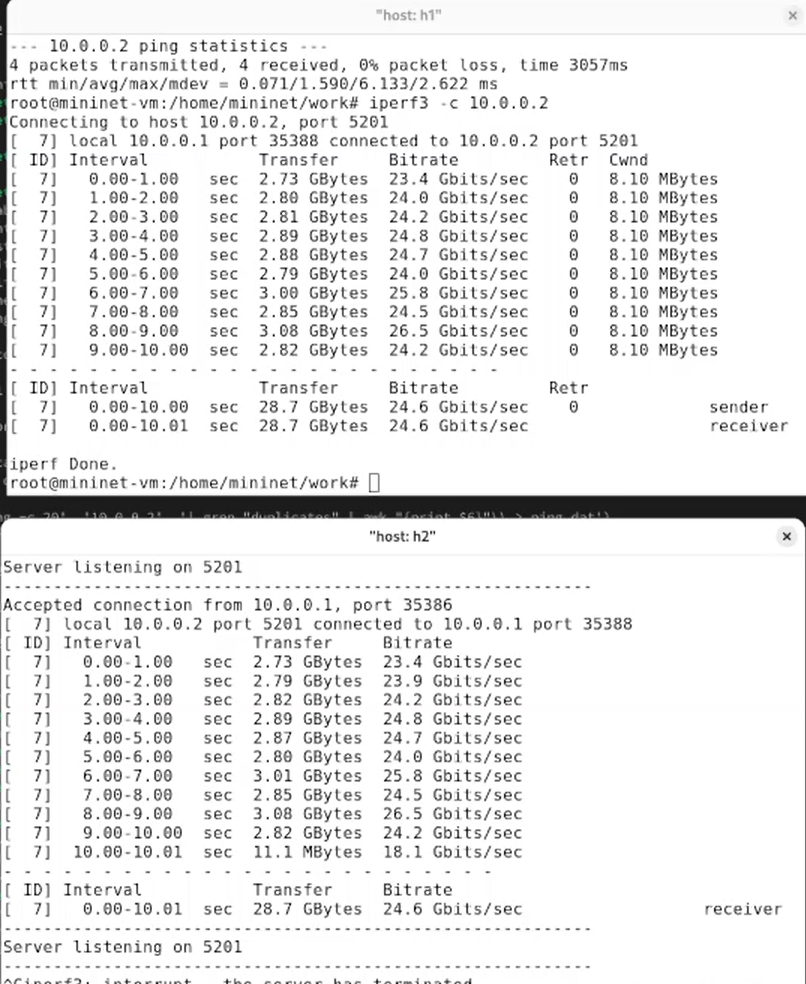 "host: h1"
--- 10.0.0.2 ping statistics ---
4 packets transmitted, 4 received, 0% packet loss, time 3057ms
rtt min/avg/max/mdev = 0.071/1.590/6.133/2.622 ms
root@mininet-vm:/home/mininet/work# iperf3 -c 10.0.0.2
Connecting to host 10.0.0.2, port 5201
[  7] local 10.0.0.1 port 35388 connected to 10.0.0.2 port 5201
[ ID] Interval           Transfer     Bitrate         Retr  Cwnd
[  7]   0.00-1.00   sec  2.73 GBytes  23.4 Gbits/sec    0   8.10 MBytes
[  7]   1.00-2.00   sec  2.80 GBytes  24.0 Gbits/sec    0   8.10 MBytes
[  7]   2.00-3.00   sec  2.81 GBytes  24.2 Gbits/sec    0   8.10 MBytes
[  7]   3.00-4.00   sec  2.89 GBytes  24.8 Gbits/sec    0   8.10 MBytes
[  7]   4.00-5.00   sec  2.88 GBytes  24.7 Gbits/sec    0   8.10 MBytes
[  7]   5.00-6.00   sec  2.79 GBytes  24.0 Gbits/sec    0   8.10 MBytes
[  7]   6.00-7.00   sec  3.00 GBytes  25.8 Gbits/sec    0   8.10 MBytes
[  7]   7.00-8.00   sec  2.85 GBytes  24.5 Gbits/sec    0   8.10 MBytes
[  7]   8.00-9.00   sec  3.08 GBytes  26.5 Gbits/sec    0   8.10 MBytes
[  7]   9.00-10.00  sec  2.82 GBytes  24.2 Gbits/sec    0   8.10 MBytes
- - - - - - - - - - - - - - - - - - - - - - - - -
[ ID] Interval           Transfer     Bitrate         Retr
[  7]   0.00-10.00  sec  28.7 GBytes  24.6 Gbits/sec    0             sender
[  7]   0.00-10.01  sec  28.7 GBytes  24.6 Gbits/sec                  receiver
iperf Done.
root@mininet-vm:/home/mininet/work#
"host: h2"
Server listening on 5201
-----------------------------------------------------------
Accepted connection from 10.0.0.1, port 35386
[  7] local 10.0.0.2 port 5201 connected to 10.0.0.1 port 35388
[ ID] Interval           Transfer     Bitrate
[  7]   0.00-1.00   sec  2.73 GBytes  23.4 Gbits/sec
[  7]   1.00-2.00   sec  2.79 GBytes  23.9 Gbits/sec
[  7]   2.00-3.00   sec  2.82 GBytes  24.2 Gbits/sec
[  7]   3.00-4.00   sec  2.89 GBytes  24.8 Gbits/sec
[  7]   4.00-5.00   sec  2.87 GBytes  24.7 Gbits/sec
[  7]   5.00-6.00   sec  2.80 GBytes  24.0 Gbits/sec
[  7]   6.00-7.00   sec  3.01 GBytes  25.8 Gbits/sec
[  7]   7.00-8.00   sec  2.85 GBytes  24.5 Gbits/sec
[  7]   8.00-9.00   sec  3.08 GBytes  26.5 Gbits/sec
[  7]   9.00-10.00  sec  2.82 GBytes  24.2 Gbits/sec
[  7]  10.00-10.01  sec  11.1 MBytes  18.1 Gbits/sec
- - - - - - - - - - - - - - - - - - - - - - - - -
[ ID] Interval           Transfer     Bitrate
[  7]   0.00-10.01  sec  28.7 GBytes  24.6 Gbits/sec                  receiver
-----------------------------------------------------------
Server listening on 5201
-----------------------------------------------------------
^Ciperf3: interrupt - the server has terminated